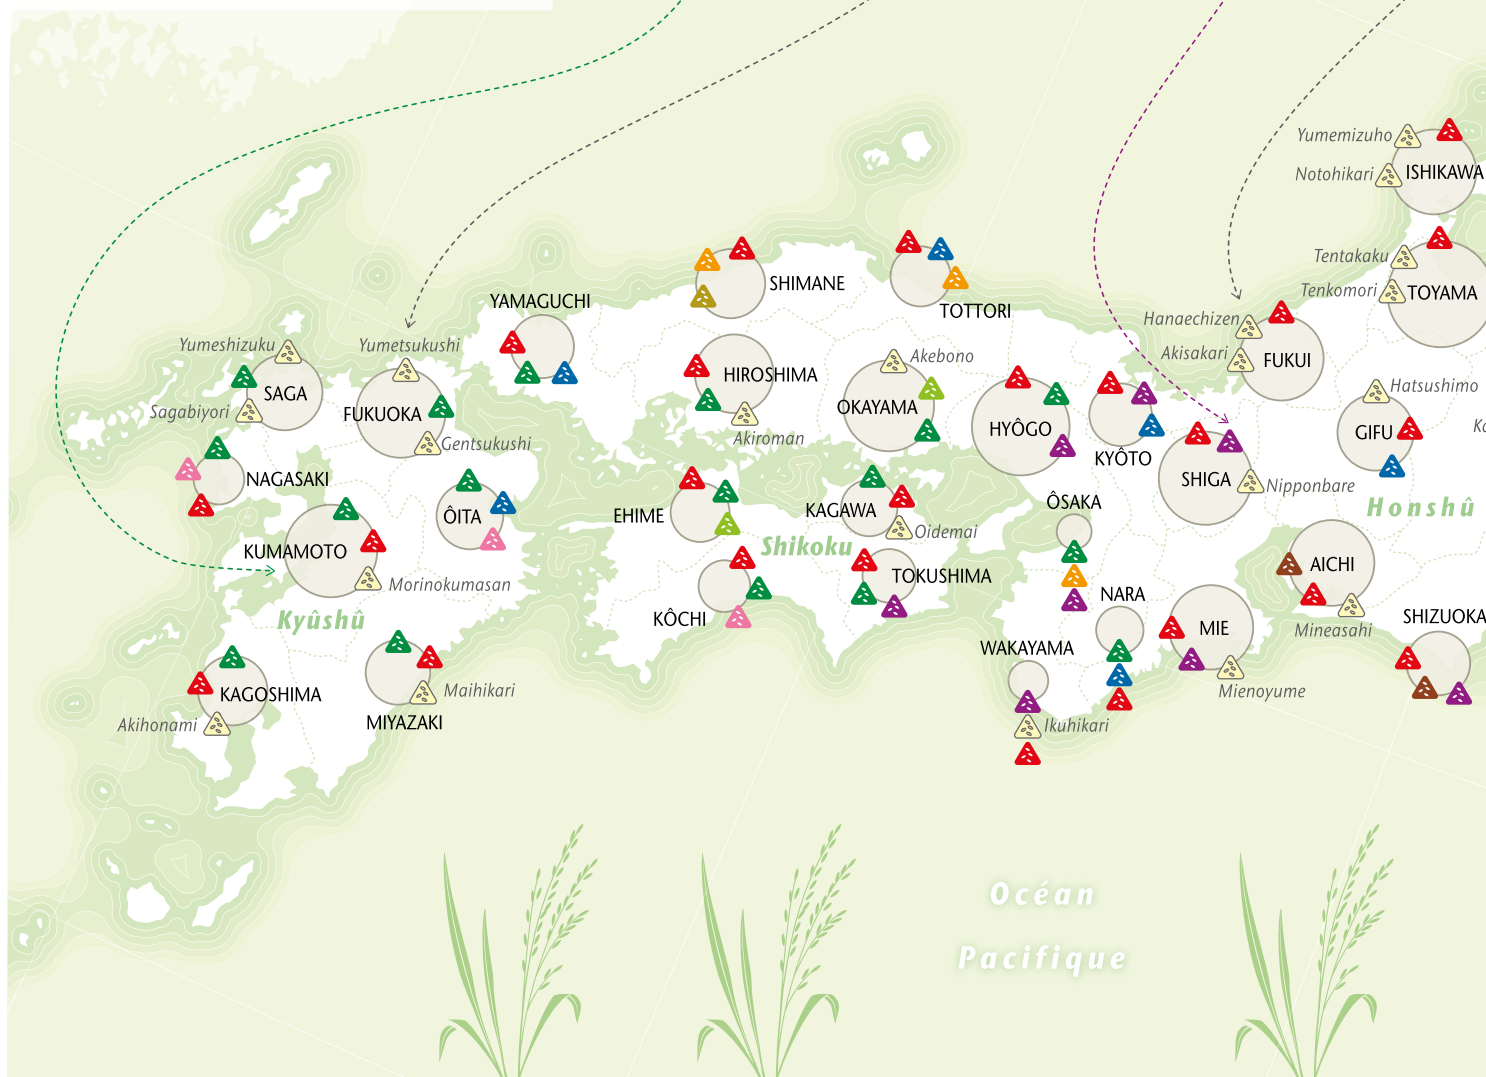 Yumemizuho
Notohikari
ISHIKAWA
Tentakaku
Tenkomori
TOYAMA
SHIMANE
TOTTORI
YAMAGUCHI
Hanaechizen
Akisakari
FUKUI
Yumeshizuku
Yumetsukushi
SAGA
Sagabiyori
FUKUOKA
Gentsukushi
HIROSHIMA
Akiroman
Akebono
OKAYAMA
HYÔGO
KYÔTO
Hatsushimo
GIFU
NAGASAKI
SHIGA
Nipponbare
Honshû
ÔITA
EHIME
KAGAWA
Oidemai
ÔSAKA
Shikoku
KUMAMOTO
Morinokumasan
Kyûshû
TOKUSHIMA
KÔCHI
NARA
AICHI
Mineasahi
SHIZUOKA
MIE
Mienoyume
WAKAYAMA
Ikuhikari
KAGOSHIMA
Akihonami
Maihikari
MIYAZAKI
Océan
Pacifique